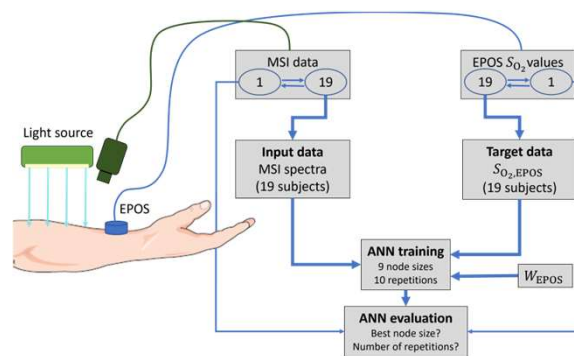 MSI data
1 19
EPOS S_O₂ values
19 1
Light source
EPOS
Input data
MSI spectra
(19 subjects)
Target data
S_O₂,EPOS
(19 subjects)
ANN training
9 node sizes
10 repetitions
W_EPOS
ANN evaluation
Best node size?
Number of repetitions?